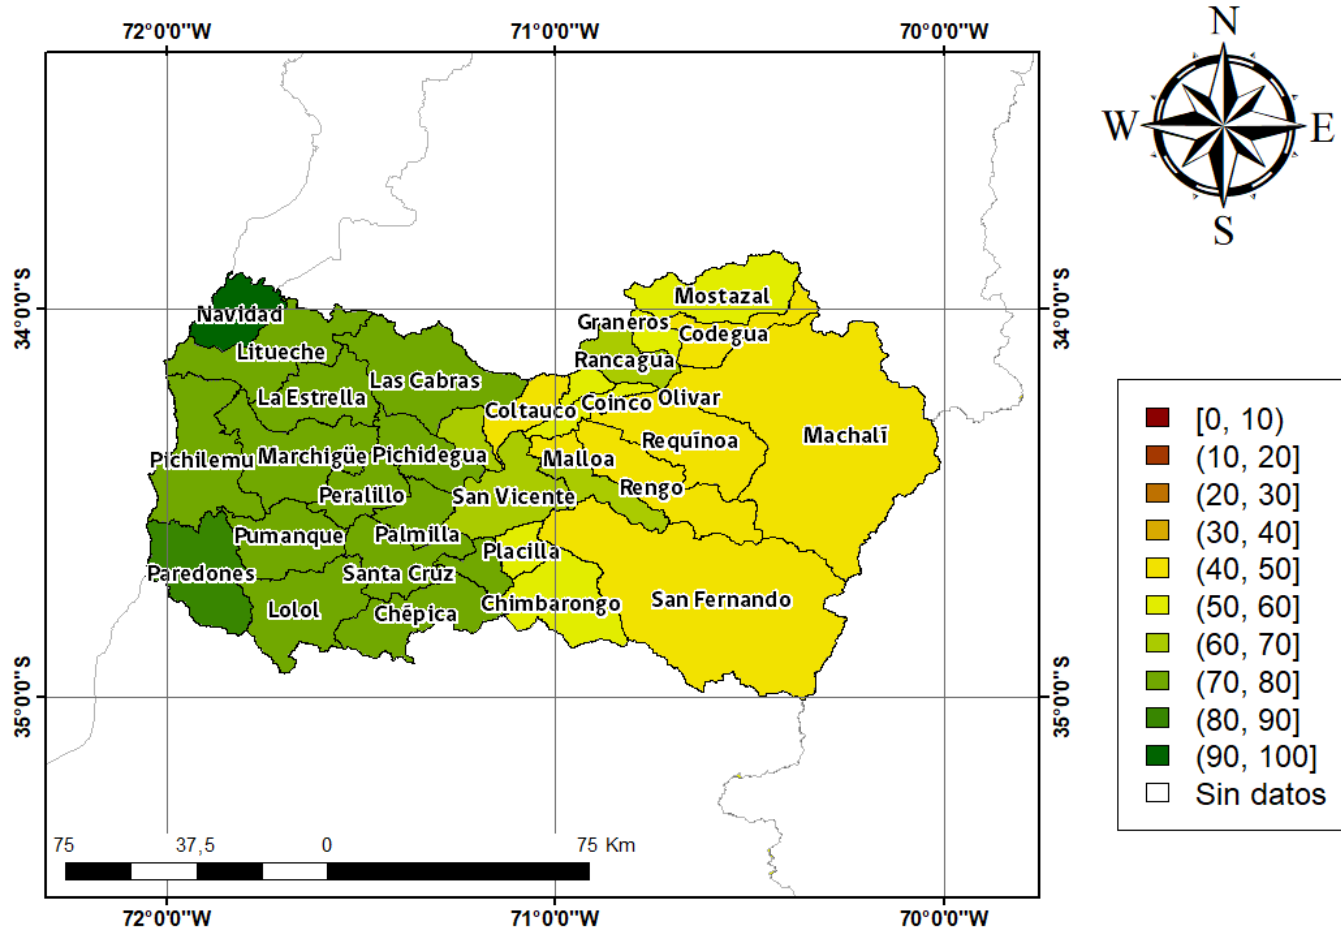 72°0'0"W 71°0'0"W 70°0'0"W
N
W E
S
34°0'0"S 34°0'0"S
Mostazal
Navidad
Graneros
Codegua
Litueche
Rancagua
Las Cabras
La Estrella
Coltauco
Coinco
Olivar
Machalí
Requínoa
Pichilemu
Marchigüe
Pichidegua
Malloa
Rengo
Peralillo
San Vicente
Pumanque
Palmilla
Placilla
Paredones
Santa Cruz
Lolol
Chépica
Chimbarongo
San Fernando
35°0'0"S 35°0'0"S
[0, 10)
(10, 20]
(20, 30]
(30, 40]
(40, 50]
(50, 60]
(60, 70]
(70, 80]
(80, 90]
(90, 100]
Sin datos
75 37,5 0 75 Km
72°0'0"W 71°0'0"W 70°0'0"W